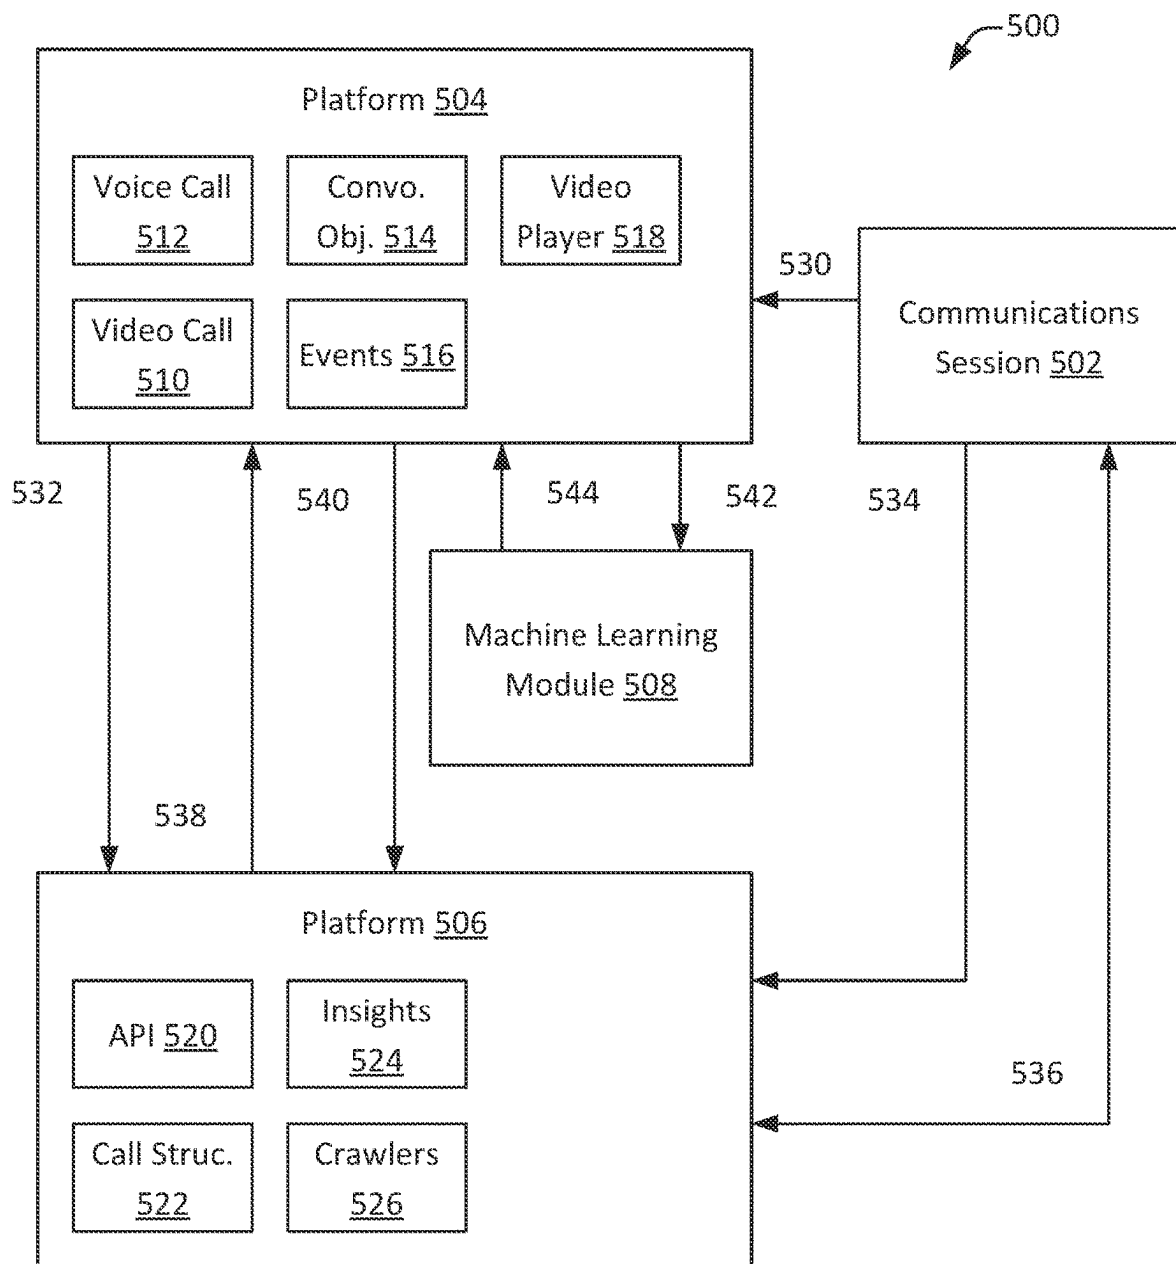 500
Platform 504
Voice Call
512
Convo.
Obj. 514
Video
Player 518
Video Call
510
Events 516
530
Communications
Session 502
532
540
544
542
534
Machine Learning
Module 508
538
Platform 506
API 520
Insights
524
536
Call Struc.
522
Crawlers
526